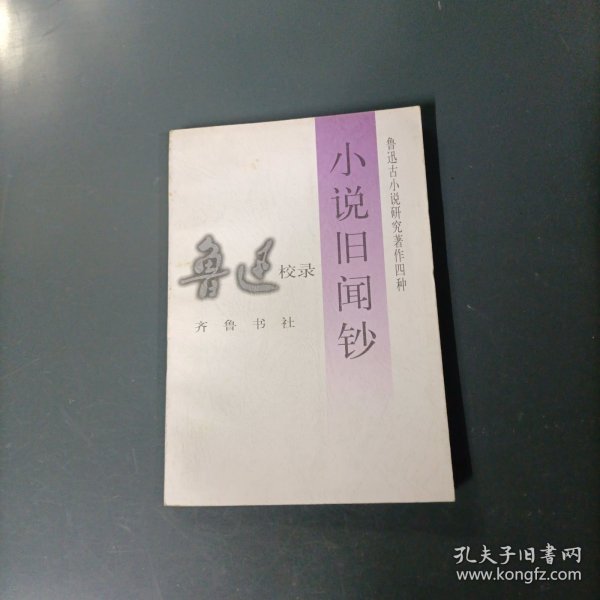 鲁迅古小说研究著作四种
小说旧闻钞
鲁迅 校录
齐鲁书社
孔夫子旧書网
www.kongfz.com